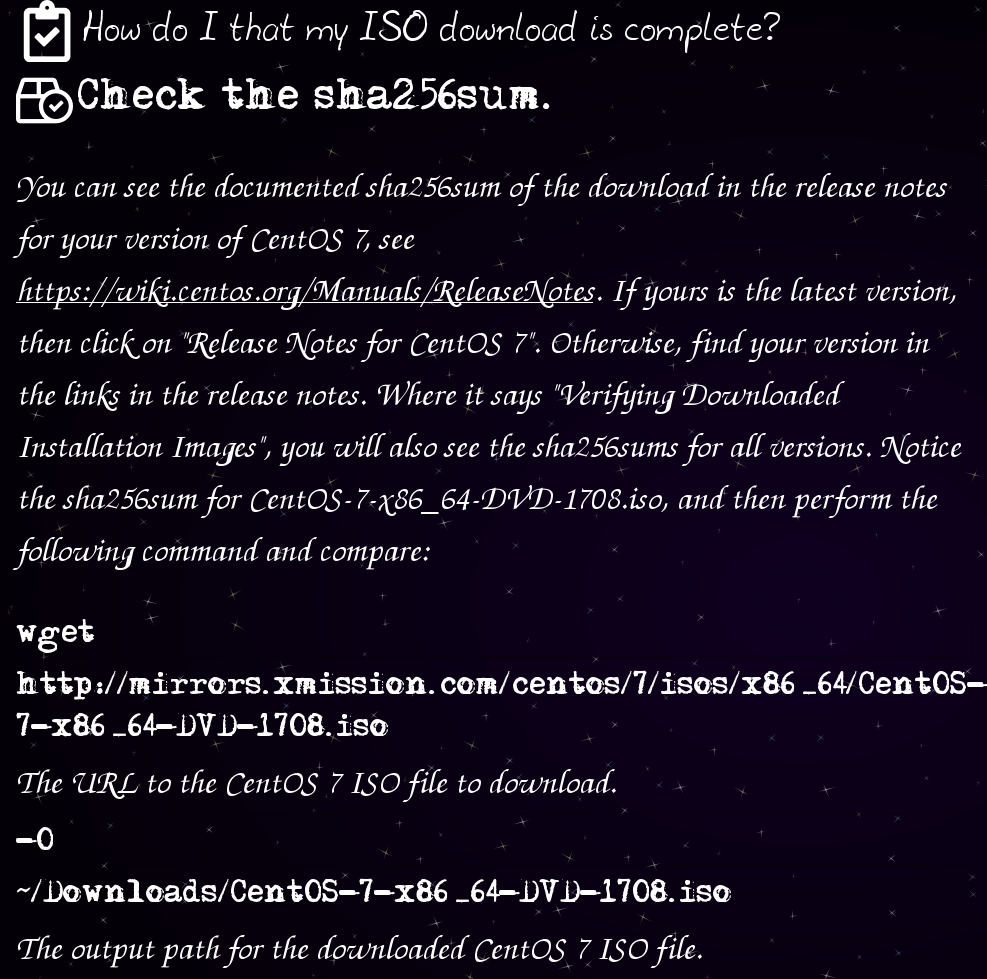 How do I that my ISO download is complete?
Check the sha256sum.
You can see the documented sha256sum of the download in the release notes
for your version of CentOS 7, see
https://wiki.centos.org/Manuals/ReleaseNotes. If yours is the latest version,
then click on "Release Notes for CentOS 7". Otherwise, find your version in
the links in the release notes. Where it says "Verifying Downloaded
Installation Images", you will also see the sha256sums for all versions. Notice
the sha256sum for CentOS-7-x86_64-DVD-1708.iso, and then perform the
following command and compare:
wget
http://mirrors.xmission.com/centos/7/isos/x86_64/CentOS-
7-x86_64-DVD-1708.iso
The URL to the CentOS 7 ISO file to download.
-O
~/Downloads/CentOS-7-x86_64-DVD-1708.iso
The output path for the downloaded CentOS 7 ISO file.